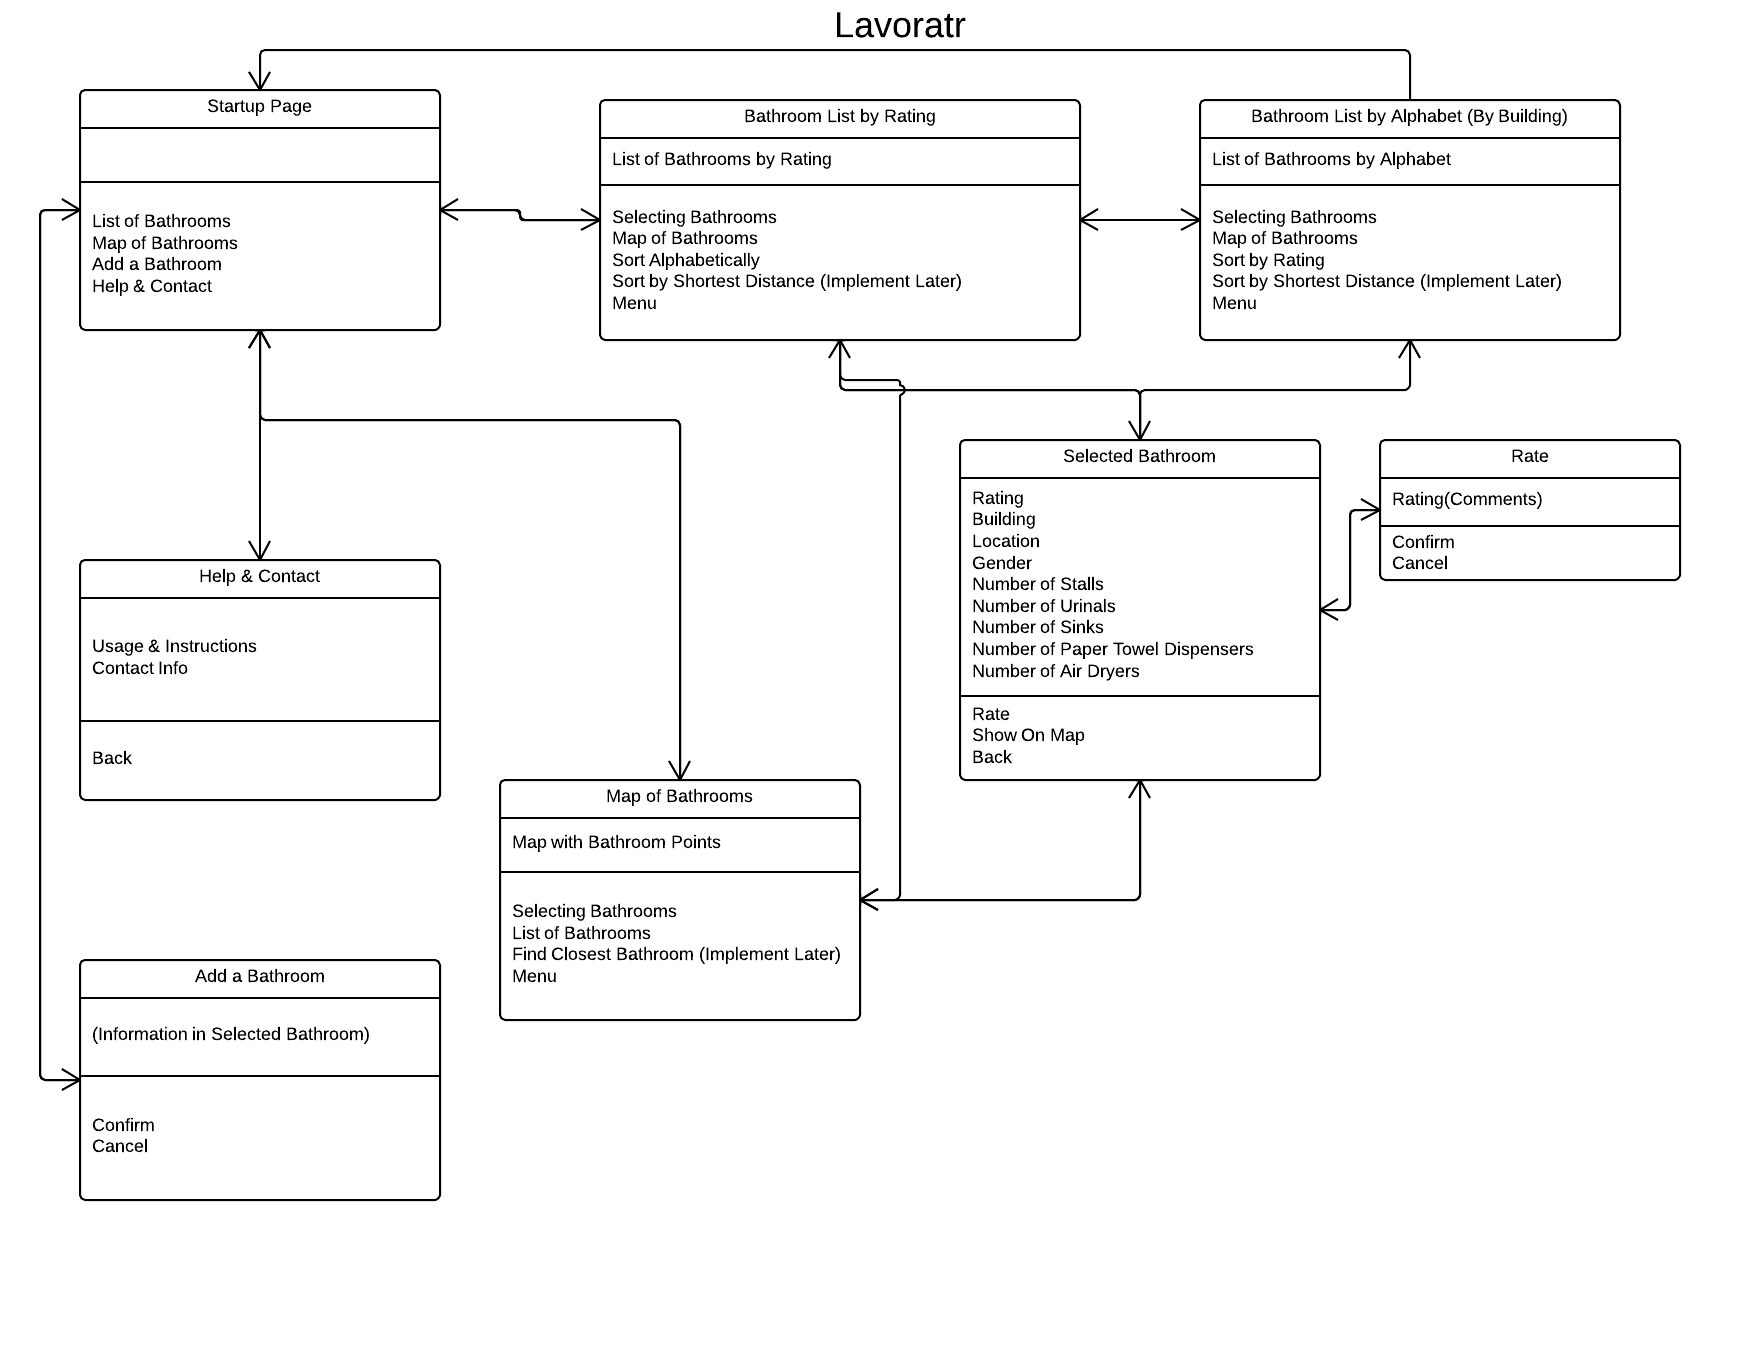 Lavoratr
Startup Page
List of Bathrooms
Map of Bathrooms
Add a Bathroom
Help & Contact
Bathroom List by Rating
List of Bathrooms by Rating
Selecting Bathrooms
Map of Bathrooms
Sort Alphabetically
Sort by Shortest Distance (Implement Later)
Menu
Bathroom List by Alphabet (By Building)
List of Bathrooms by Alphabet
Selecting Bathrooms
Map of Bathrooms
Sort by Rating
Sort by Shortest Distance (Implement Later)
Menu
Selected Bathroom
Rating
Building
Location
Gender
Number of Stalls
Number of Urinals
Number of Sinks
Number of Paper Towel Dispensers
Number of Air Dryers
Rate
Show On Map
Back
Rate
Rating(Comments)
Confirm
Cancel
Help & Contact
Usage & Instructions
Contact Info
Back
Map of Bathrooms
Map with Bathroom Points
Selecting Bathrooms
List of Bathrooms
Find Closest Bathroom (Implement Later)
Menu
Add a Bathroom
(Information in Selected Bathroom)
Confirm
Cancel